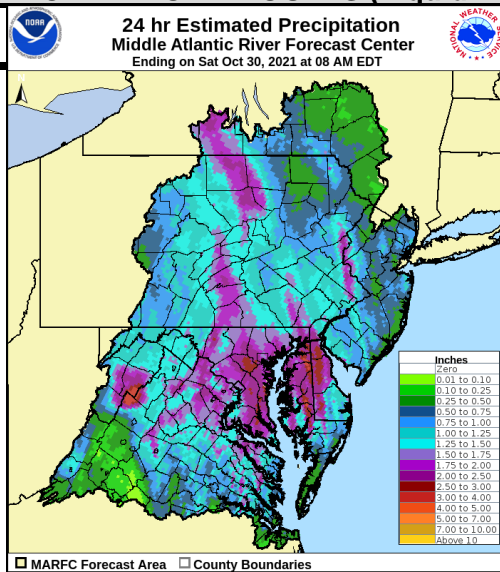 24 hr Estimated Precipitation
Middle Atlantic River Forecast Center
Ending on Sat Oct 30, 2021 at 08 AM EDT
NOAA
NATIONAL WEATHER SERVICE
N
Inches
Zero
0.01 to 0.10
0.10 to 0.25
0.25 to 0.50
0.50 to 0.75
0.75 to 1.00
1.00 to 1.25
1.25 to 1.50
1.50 to 1.75
1.75 to 2.00
2.00 to 2.50
2.50 to 3.00
3.00 to 4.00
4.00 to 5.00
5.00 to 7.00
7.00 to 10.00
Above 10
MARFC Forecast Area County Boundaries